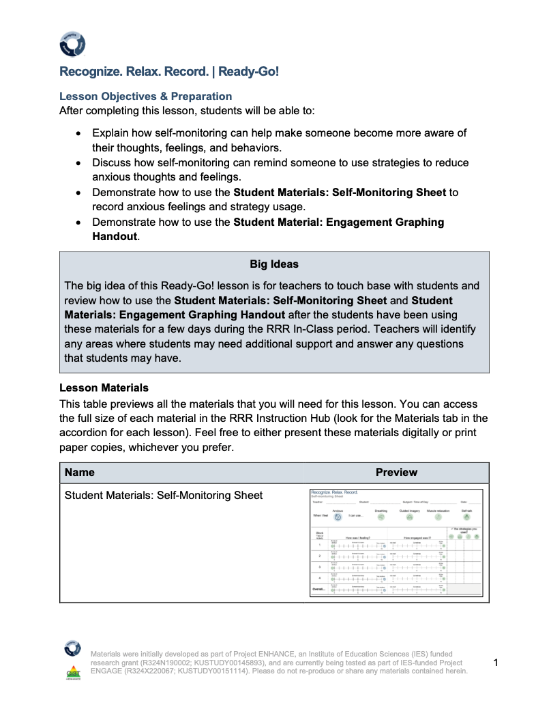 Recognize. Relax. Record. | Ready-Go!
Lesson Objectives & Preparation
After completing this lesson, students will be able to:
• Explain how self-monitoring can help make someone become more aware of
their thoughts, feelings, and behaviors.
• Discuss how self-monitoring can remind someone to use strategies to reduce
anxious thoughts and feelings.
• Demonstrate how to use the Student Materials: Self-Monitoring Sheet to
record anxious feelings and strategy usage.
• Demonstrate how to use the Student Material: Engagement Graphing
Handout.
Big Ideas
The big idea of this Ready-Go! lesson is for teachers to touch base with students and
review how to use the Student Materials: Self-Monitoring Sheet and Student
Materials: Engagement Graphing Handout after the students have been using
these materials for a few days during the RRR In-Class period. Teachers will identify
any areas where students may need additional support and answer any questions
that students may have.
Lesson Materials
This table previews all the materials that you will need for this lesson. You can access
the full size of each material in the RRR Instruction Hub (look for the Materials tab in the
accordion for each lesson). Feel free to either present these materials digitally or print
paper copies, whichever you prefer.
Name Preview
Student Materials: Self-Monitoring Sheet
Recognize. Relax. Record.
Self-Monitoring Sheet
Materials were initially developed as part of Project ENHANCE, an Institute of Education Sciences (IES) funded
research grant (R324N190002; KUSTUDY00145893), and are currently being tested as part of IES-funded Project
ENGAGE (R324X220067; KUSTUDY00151114). Please do not re-produce or share any materials contained herein.
1